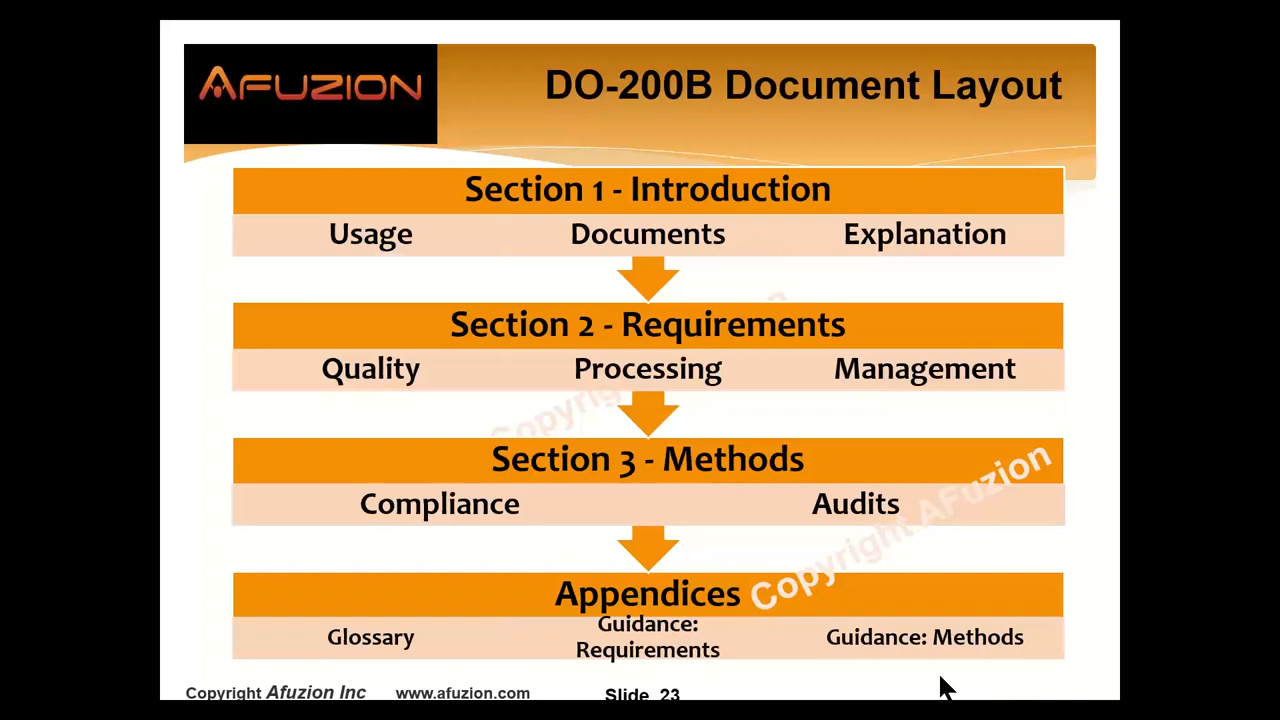 AFUZION
DO-200B Document Layout
Section 1 - Introduction
Usage Documents Explanation
Section 2 - Requirements
Quality Processing Management
Section 3 - Methods
Compliance Audits
Appendices
Glossary Guidance: Requirements Guidance: Methods
Copyright AFuzion
Copyright Afuzion Inc www.afuzion.com Slide 23